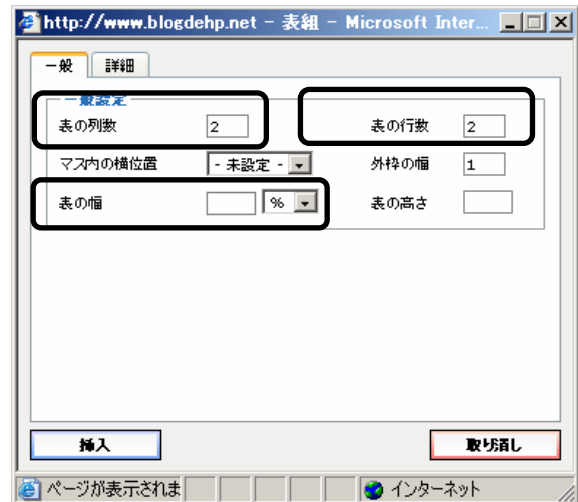 http://www.blogdehp.net - 表組 - Microsoft Inter...
一般 詳細
一般設定
表の列数 2 表の行数 2
マス内の横位置 - 未設定 - 外枠の幅 1
表の幅 % 表の高さ
挿入 取り消し
ページが表示されま インターネット